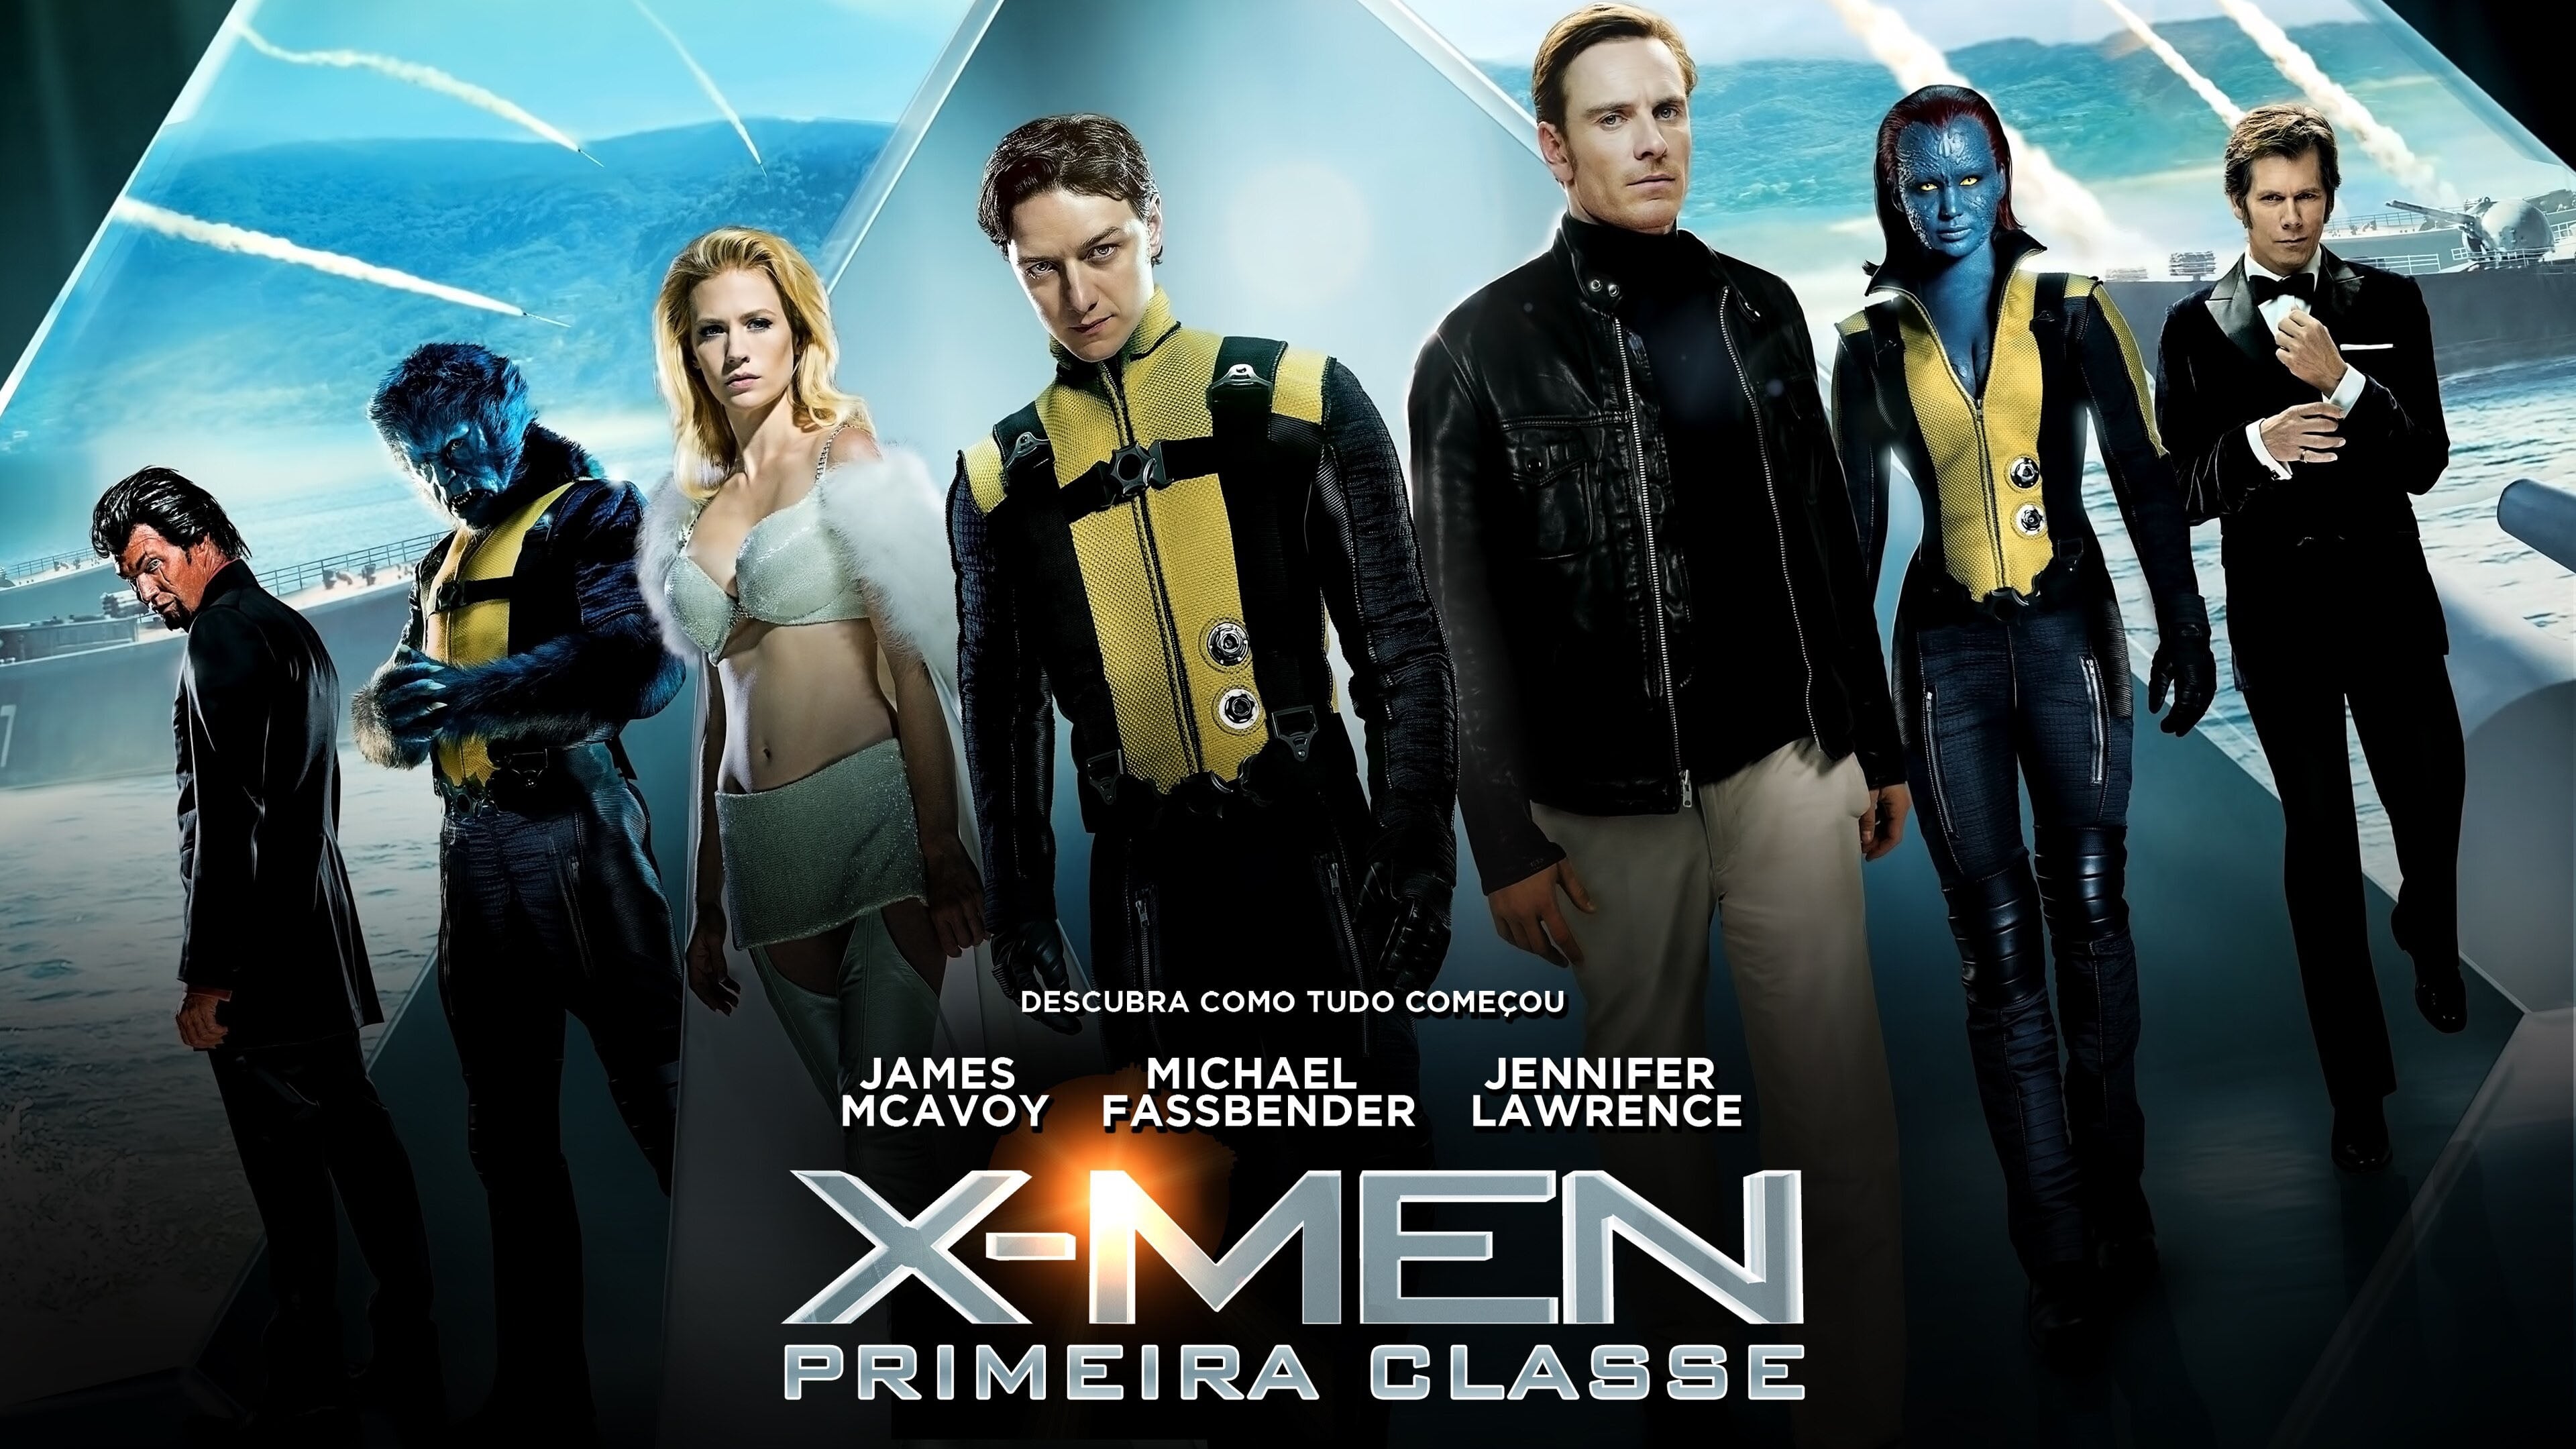 DESCUBRA COMO TUDO COMEÇOU
JAMES MCAVOY
MICHAEL FASSBENDER
JENNIFER LAWRENCE
X-MEN
PRIMEIRA CLASSE